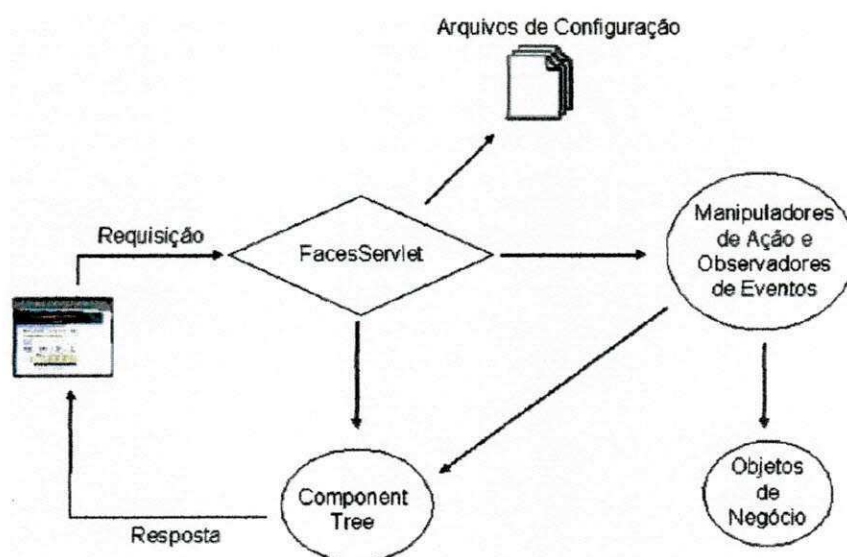 Arquivos de Configuração
Requisição
FacesServlet
Manipuladores
de Ação e
Observadores
de Eventos
Component
Tree
Objetos
de
Negócio
Resposta